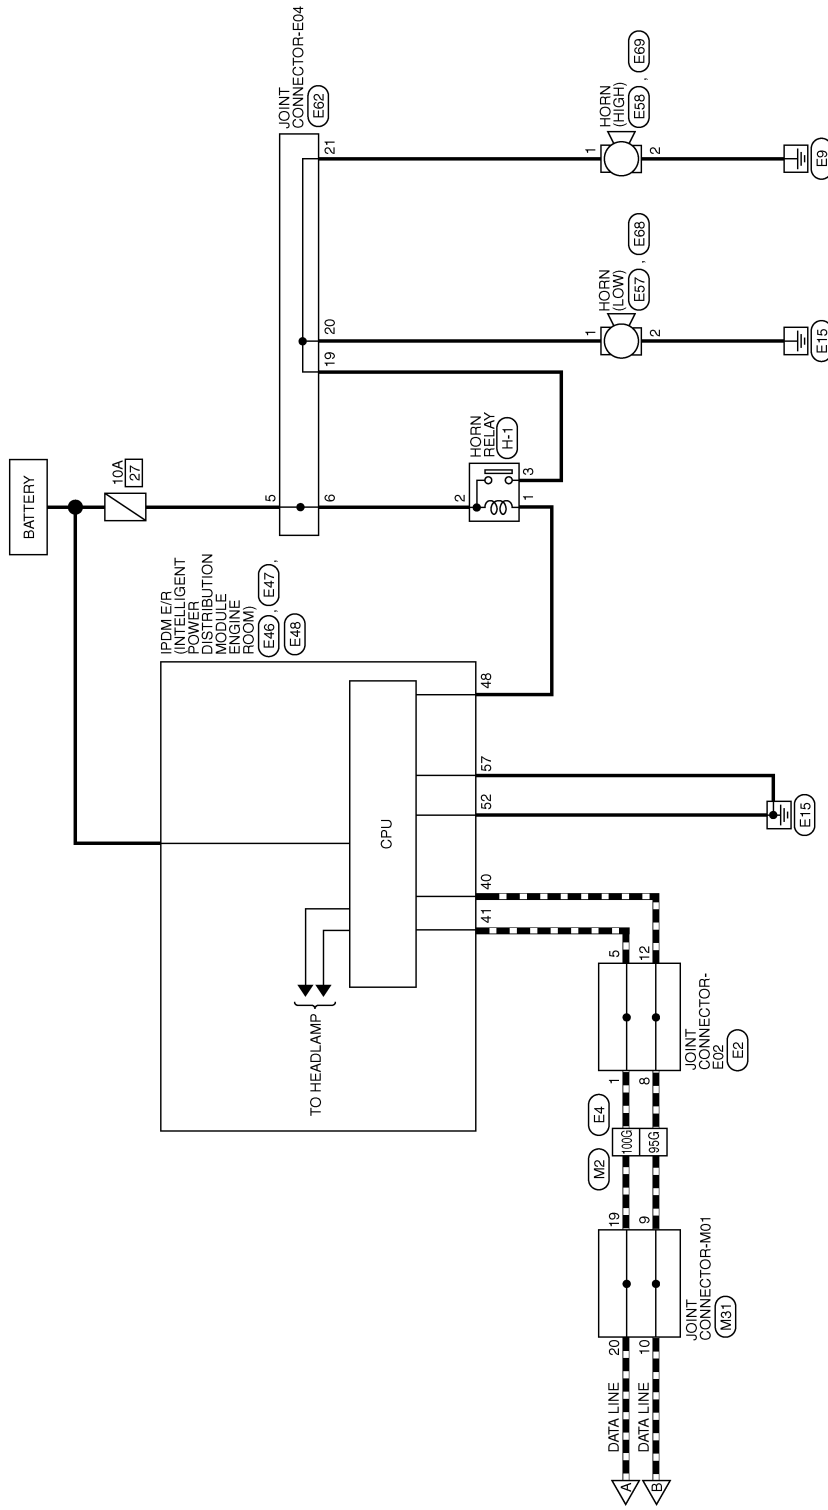 BATTERY
10A
27
JOINT
CONNECTOR-E04
E62
5
6
19
20
21
IPDM E/R
(INTELLIGENT
POWER
DISTRIBUTION
MODULE
ENGINE
ROOM)
E46 , E47 ,
E48
HORN
RELAY
H-1
2
1
3
HORN
(LOW)
E57 , E68
1
2
E15
HORN
(HIGH)
E58 , E69
1
2
E9
CPU
TO HEADLAMP
41
40
52
57
48
E15
5
12
JOINT
CONNECTOR-
E02
E2
1
8
M2
E4
100G
95G
19
9
JOINT
CONNECTOR-M01
M31
20
10
DATA LINE
DATA LINE
A
B